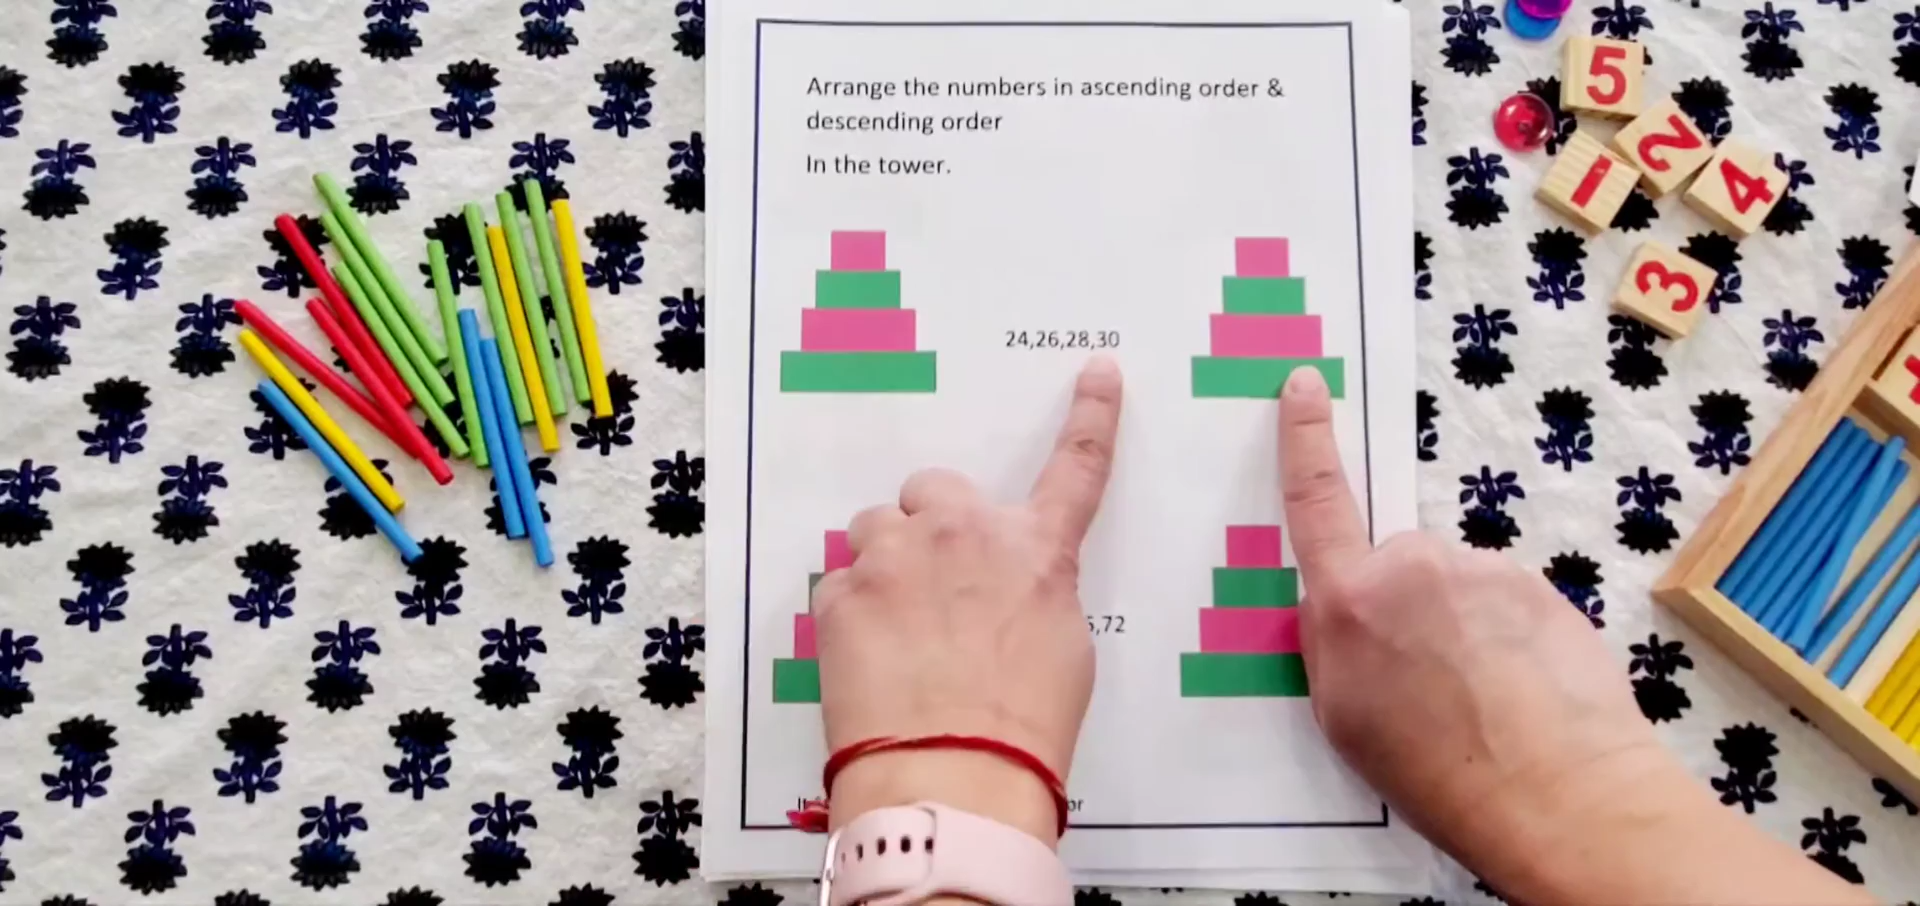 Arrange the numbers in ascending order &
descending order
In the tower.
24,26,28,30
,72
5
2
1
4
3